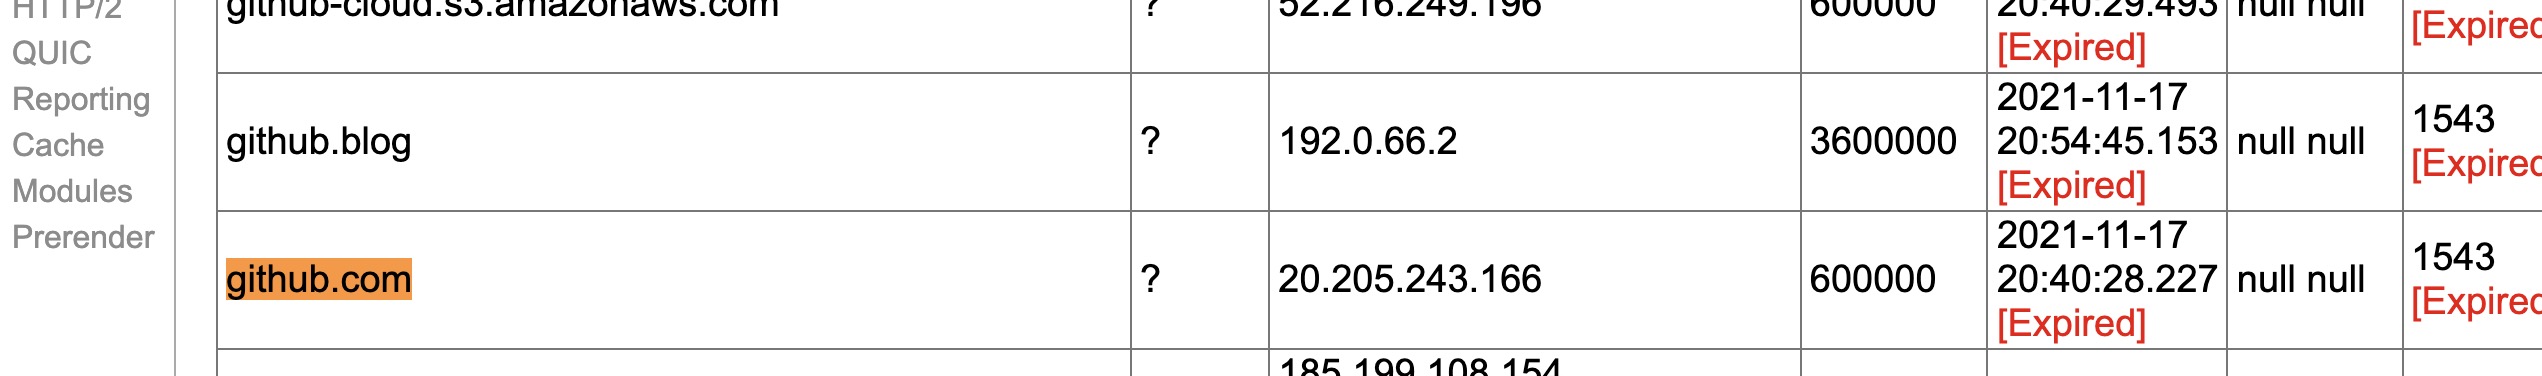 HTTP/2
QUIC
Reporting
Cache
Modules
Prerender
github-cloud.s3.amazonaws.com ? 52.216.249.196 600000 20:40:29.493 null null
[Expired] [Expired
github.blog ? 192.0.66.2 3600000 2021-11-17 20:54:45.153 [Expired] null null 1543 [Expired
github.com ? 20.205.243.166 600000 2021-11-17 20:40:28.227 [Expired] null null 1543 [Expired
185.199.108.154